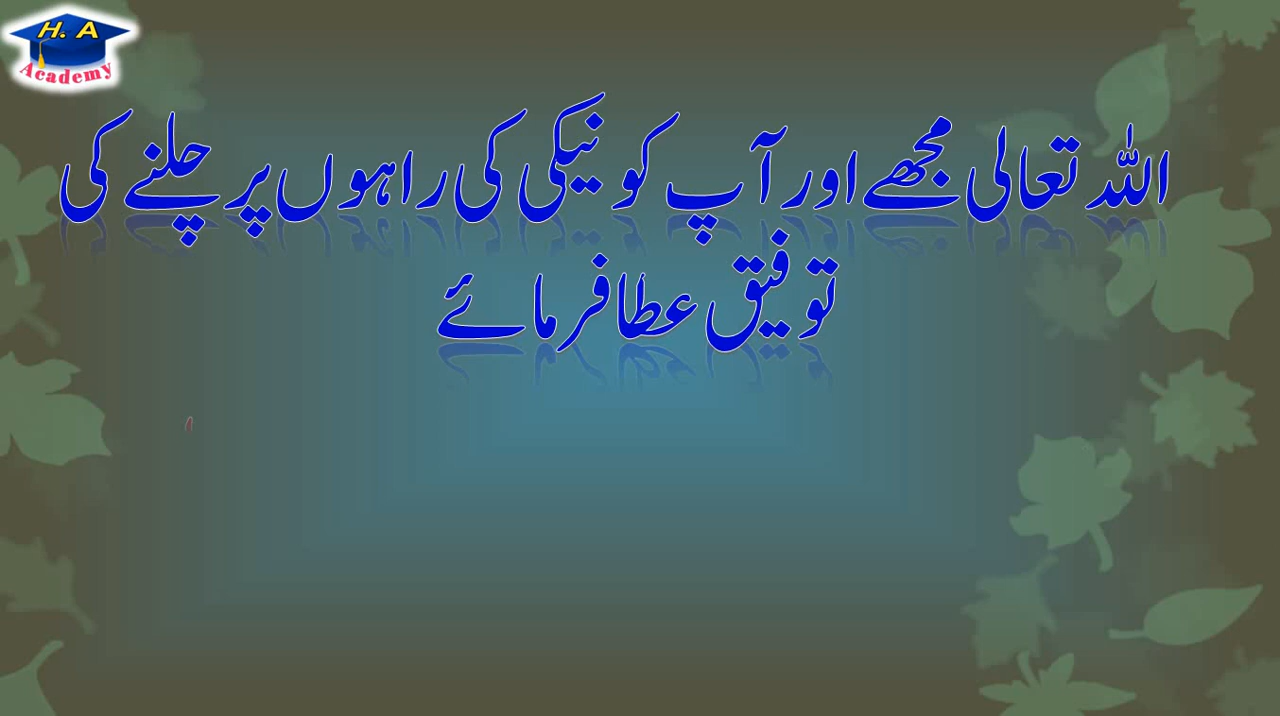 H. A
Academy
اللہ تعالی مجھے اور آپ کو نیکی کی راہوں پر چلنے کی
توفیق عطا فرمائے